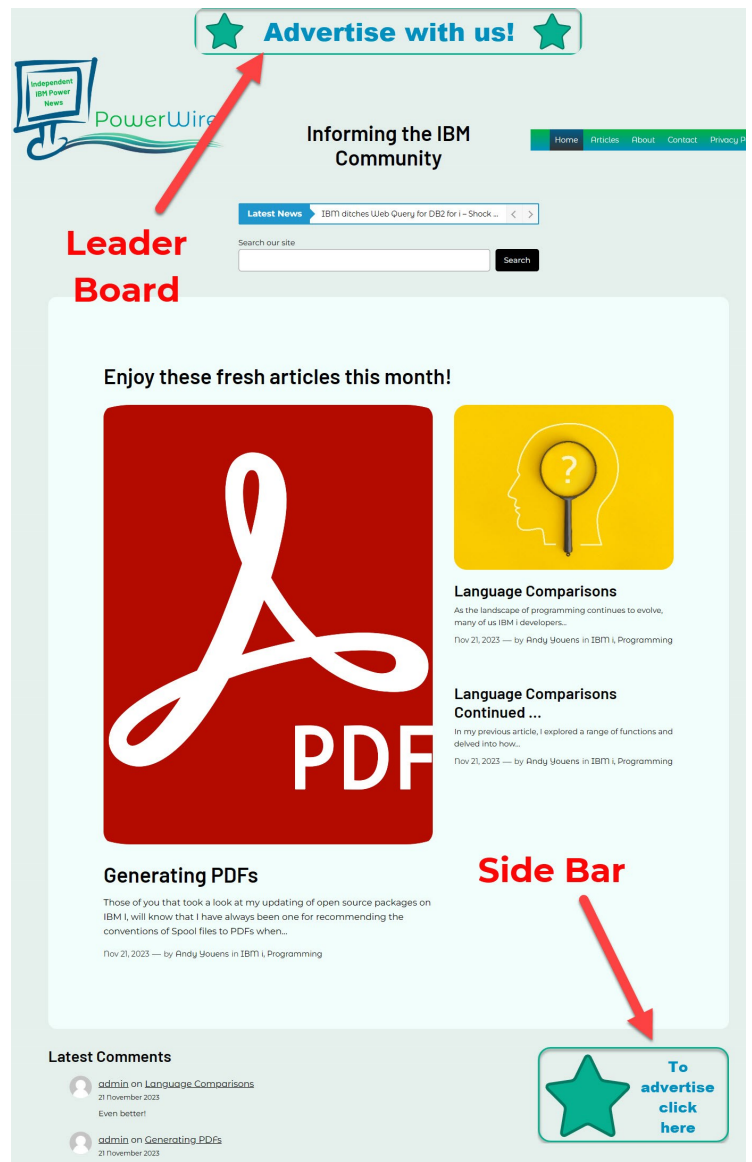 Advertise with us!
Independent
IBM Power
News
PowerWire
Informing the IBM
Community
Home Articles About Contact Privacy P
Latest News IBM ditches Web Query for DB2 for i – Shock ...
Leader
Board
Search our site
Search
Enjoy these fresh articles this month!
PDF
?
Language Comparisons
As the landscape of programming continues to evolve,
many of us IBM i developers...
Nov 21, 2023 — by Andy Youens in IBM i, Programming
Language Comparisons
Continued ...
In my previous article, I explored a range of functions and
delved into how...
Nov 21, 2023 — by Andy Youens in IBM i, Programming
Generating PDFs
Those of you that took a look at my updating of open source packages on
IBM I, will know that I have always been one for recommending the
conventions of Spool files to PDFs when...
Nov 21, 2023 — by Andy Youens in IBM i, Programming
Side Bar
Latest Comments
admin on Language Comparisons
21 November 2023
Even better!
admin on Generating PDFs
21 November 2023
To
advertise
click
here